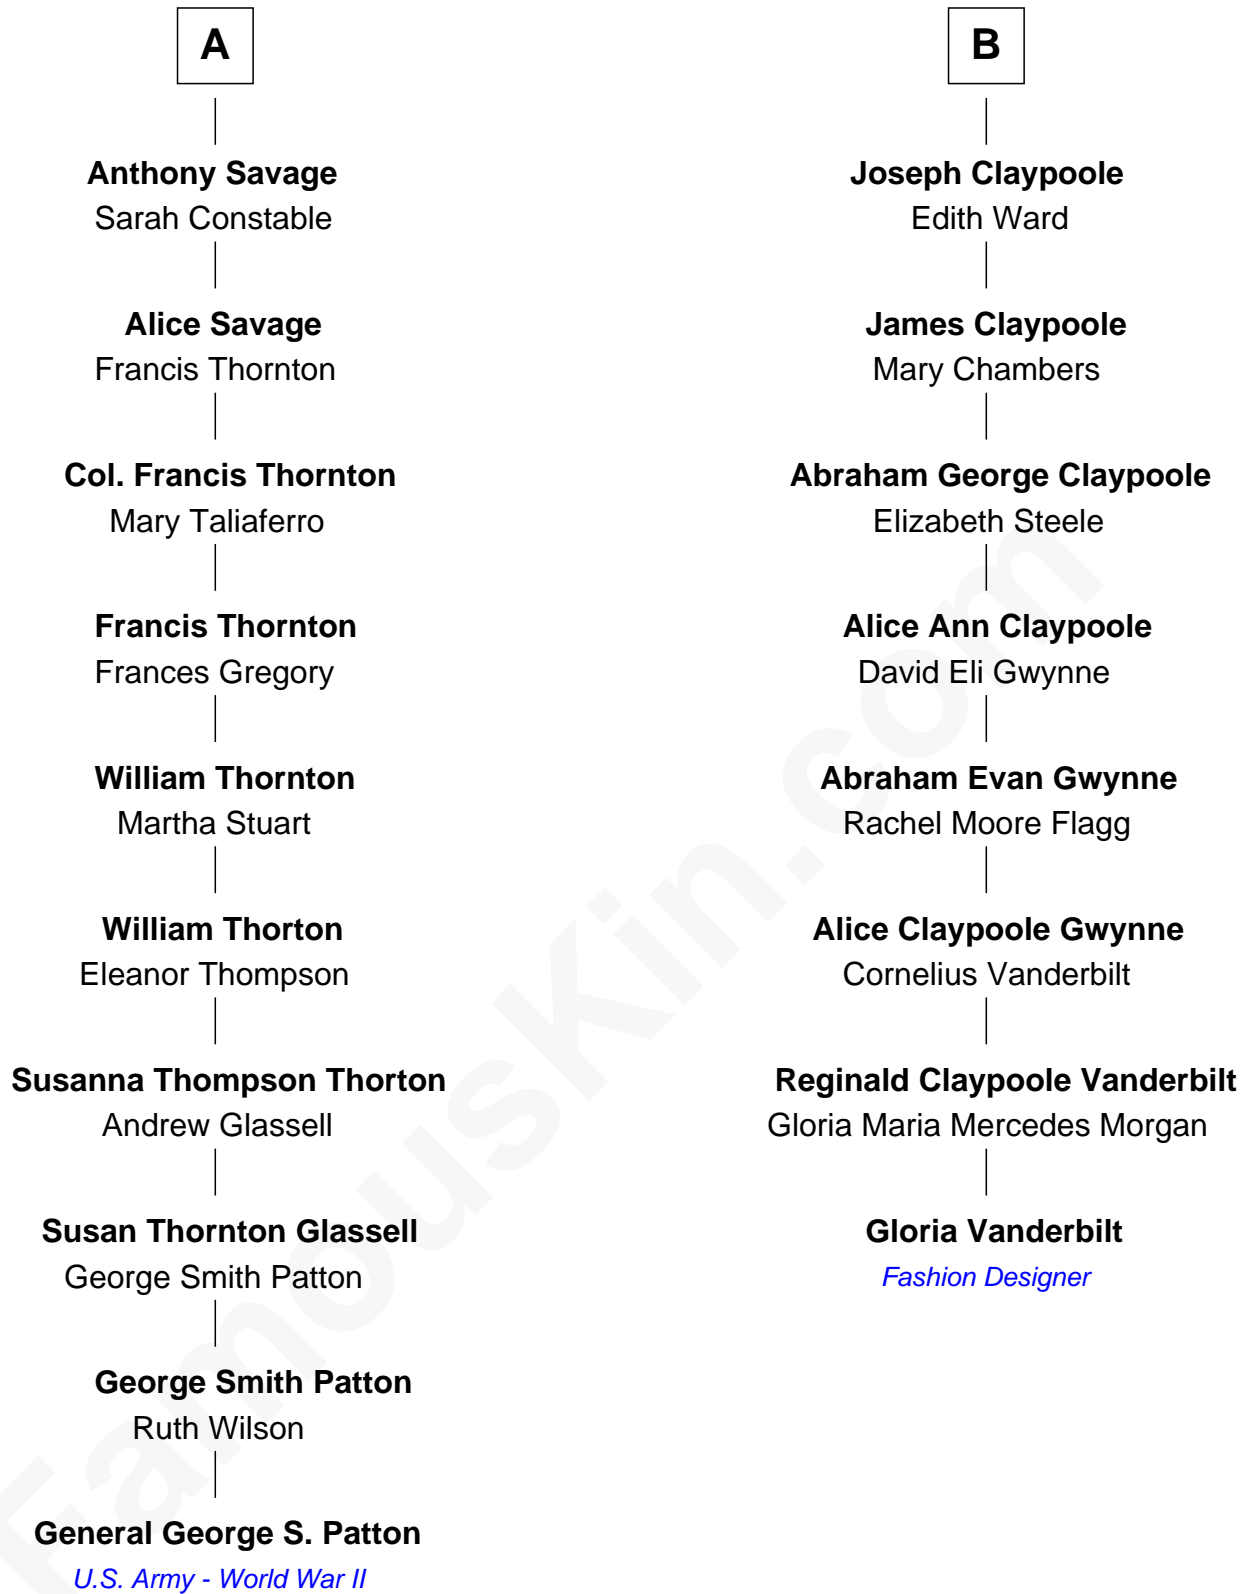 A
Anthony Savage
Sarah Constable
Alice Savage
Francis Thornton
Col. Francis Thornton
Mary Taliaferro
Francis Thornton
Frances Gregory
William Thornton
Martha Stuart
William Thorton
Eleanor Thompson
Susanna Thompson Thorton
Andrew Glassell
Susan Thornton Glassell
George Smith Patton
George Smith Patton
Ruth Wilson
General George S. Patton
U.S. Army - World War II
B
Joseph Claypoole
Edith Ward
James Claypoole
Mary Chambers
Abraham George Claypoole
Elizabeth Steele
Alice Ann Claypoole
David Eli Gwynne
Abraham Evan Gwynne
Rachel Moore Flagg
Alice Claypoole Gwynne
Cornelius Vanderbilt
Reginald Claypoole Vanderbilt
Gloria Maria Mercedes Morgan
Gloria Vanderbilt
Fashion Designer
FamousKin.com